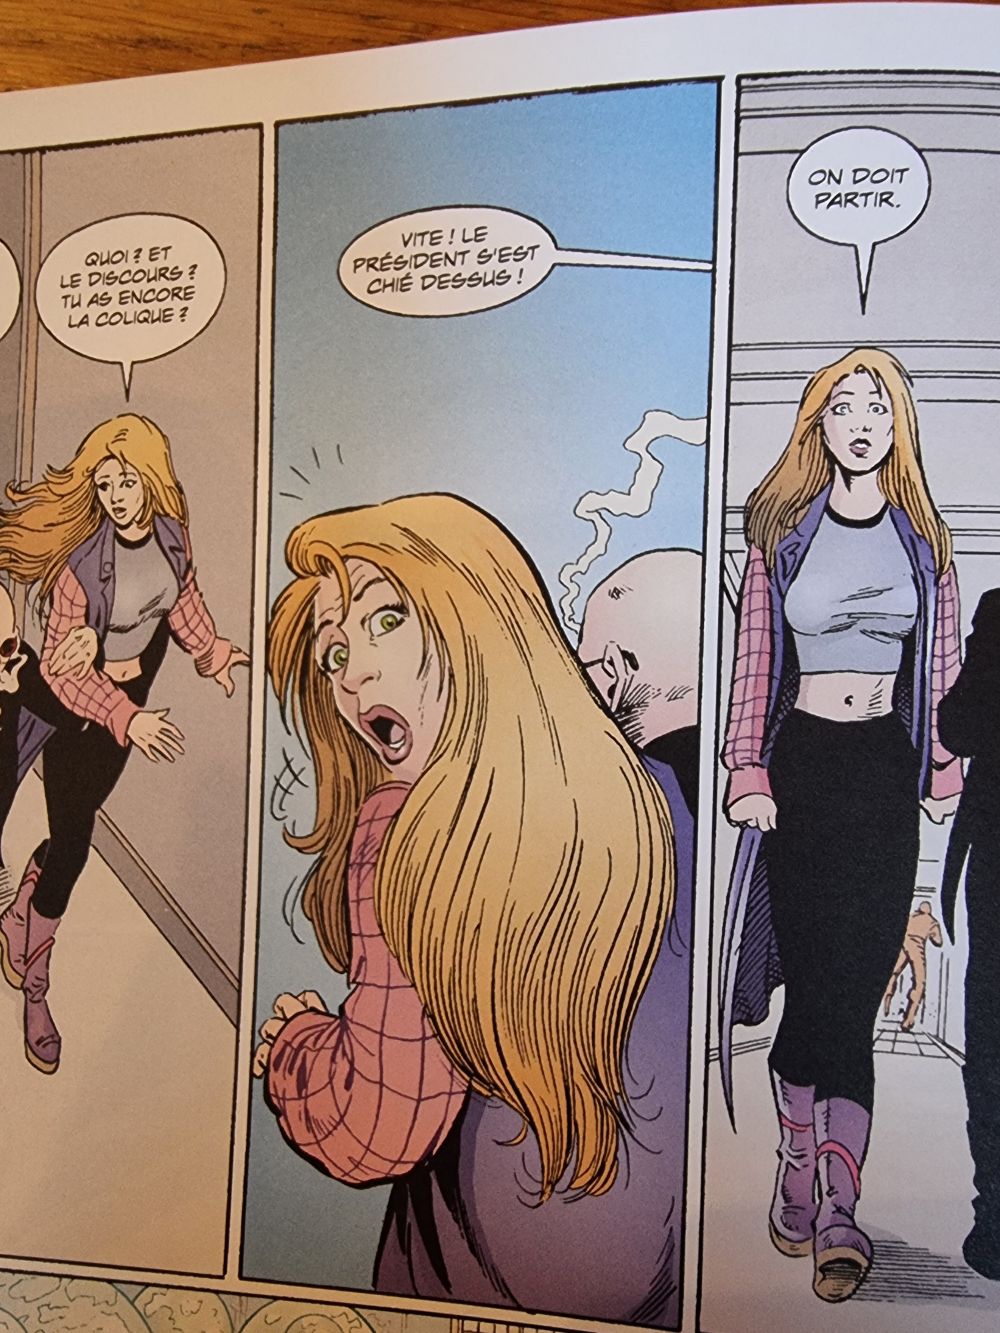 QUOI ? ET
LE DISCOURS ?
TU AS ENCORE
LA COLIQUE ?
VITE ! LE
PRÉSIDENT S'EST
CHIÉ DESSUS !
ON DOIT
PARTIR.